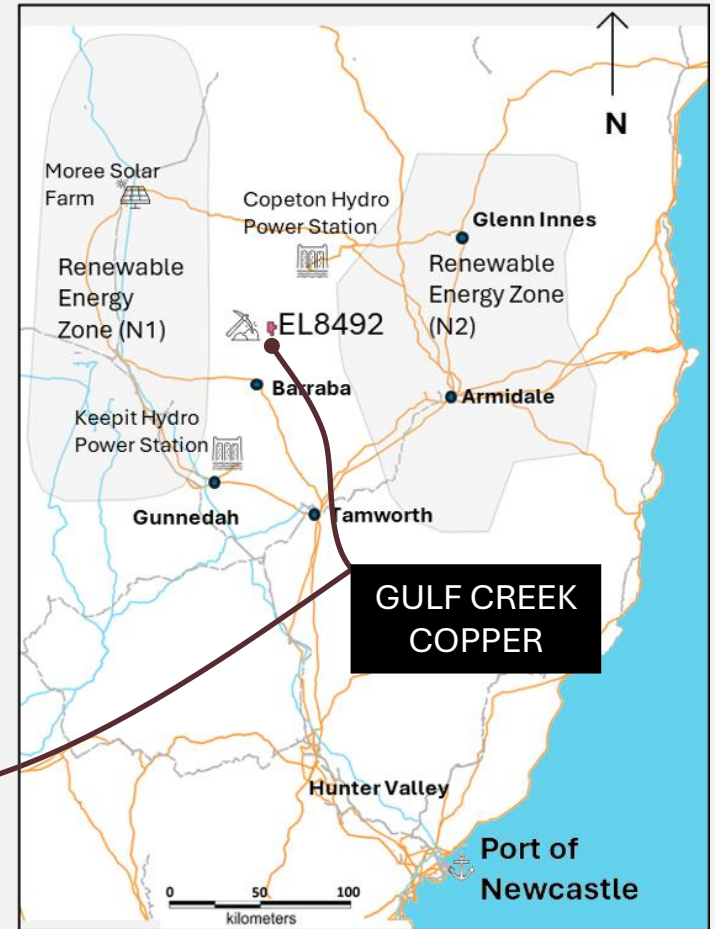 N
Moree Solar
Farm
Copeton Hydro
Power Station
Glenn Innes
Renewable
Energy
Zone (N1)
Renewable
Energy Zone
(N2)
EL8492
Barraba
Armidale
Keepit Hydro
Power Station
Gunnedah
Tamworth
GULF CREEK
COPPER
Hunter Valley
Port of
Newcastle
0 50 100
kilometers